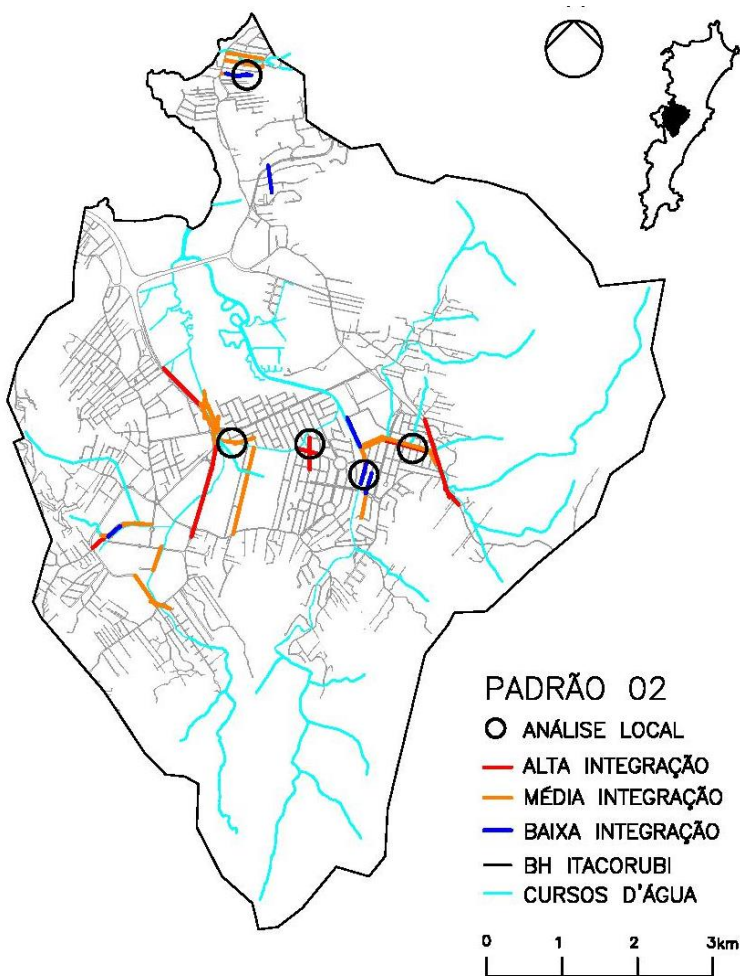 PADRÃO 02
ANÁLISE LOCAL
ALTA INTEGRAÇÃO
MÉDIA INTEGRAÇÃO
BAIXA INTEGRAÇÃO
BH ITACORUBI
CURSOS D'ÁGUA
0 1 2 3km